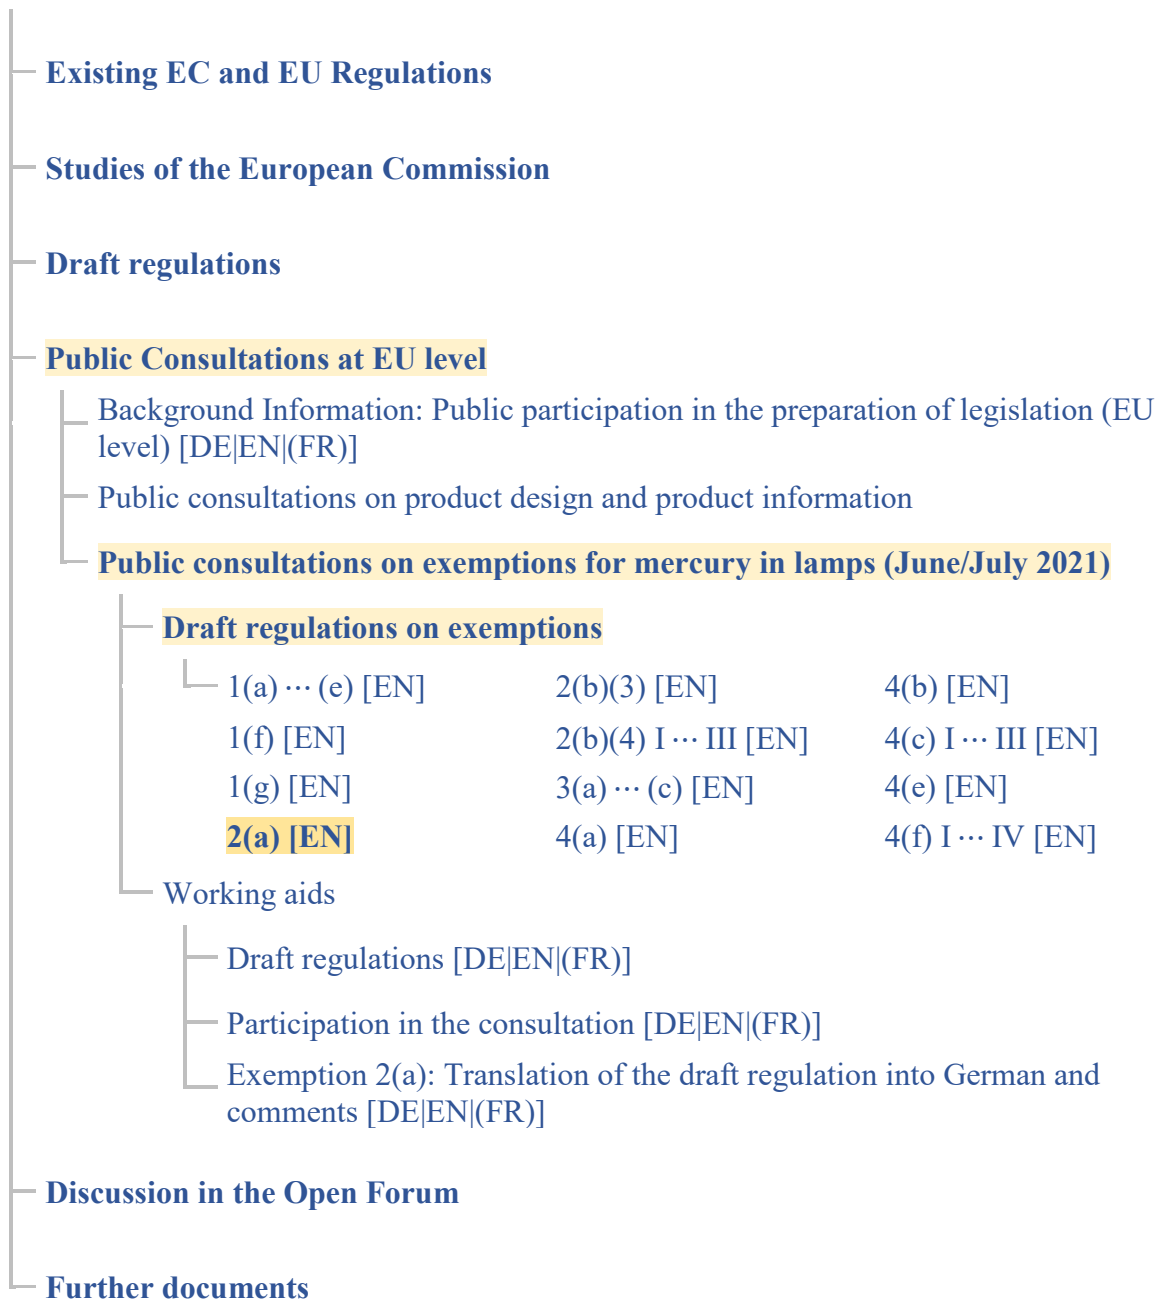 Existing EC and EU Regulations
Studies of the European Commission
Draft regulations
Public Consultations at EU level
Background Information: Public participation in the preparation of legislation (EU
level) [DE|EN|(FR)]
Public consultations on product design and product information
Public consultations on exemptions for mercury in lamps (June/July 2021)
Draft regulations on exemptions
1(a) ··· (e) [EN] 2(b)(3) [EN] 4(b) [EN]
1(f) [EN] 2(b)(4) I ··· III [EN] 4(c) I ··· III [EN]
1(g) [EN] 3(a) ··· (c) [EN] 4(e) [EN]
2(a) [EN] 4(a) [EN] 4(f) I ··· IV [EN]
Working aids
Draft regulations [DE|EN|(FR)]
Participation in the consultation [DE|EN|(FR)]
Exemption 2(a): Translation of the draft regulation into German and
comments [DE|EN|(FR)]
Discussion in the Open Forum
Further documents